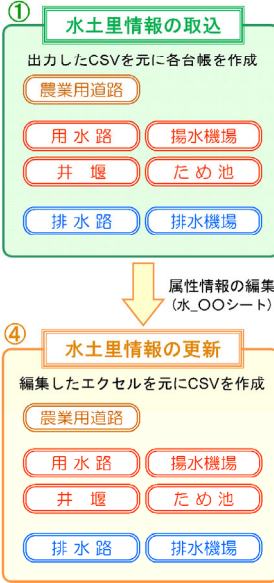 ①
水土里情報の取込
出力したCSVを元に各台帳を作成
農業用道路
用水路 揚水機場
井堰 ため池
排水路 排水機場
属性情報の編集
(水_〇〇シート)
④
水土里情報の更新
編集したエクセルを元にCSVを作成
農業用道路
用水路 揚水機場
井堰 ため池
排水路 排水機場